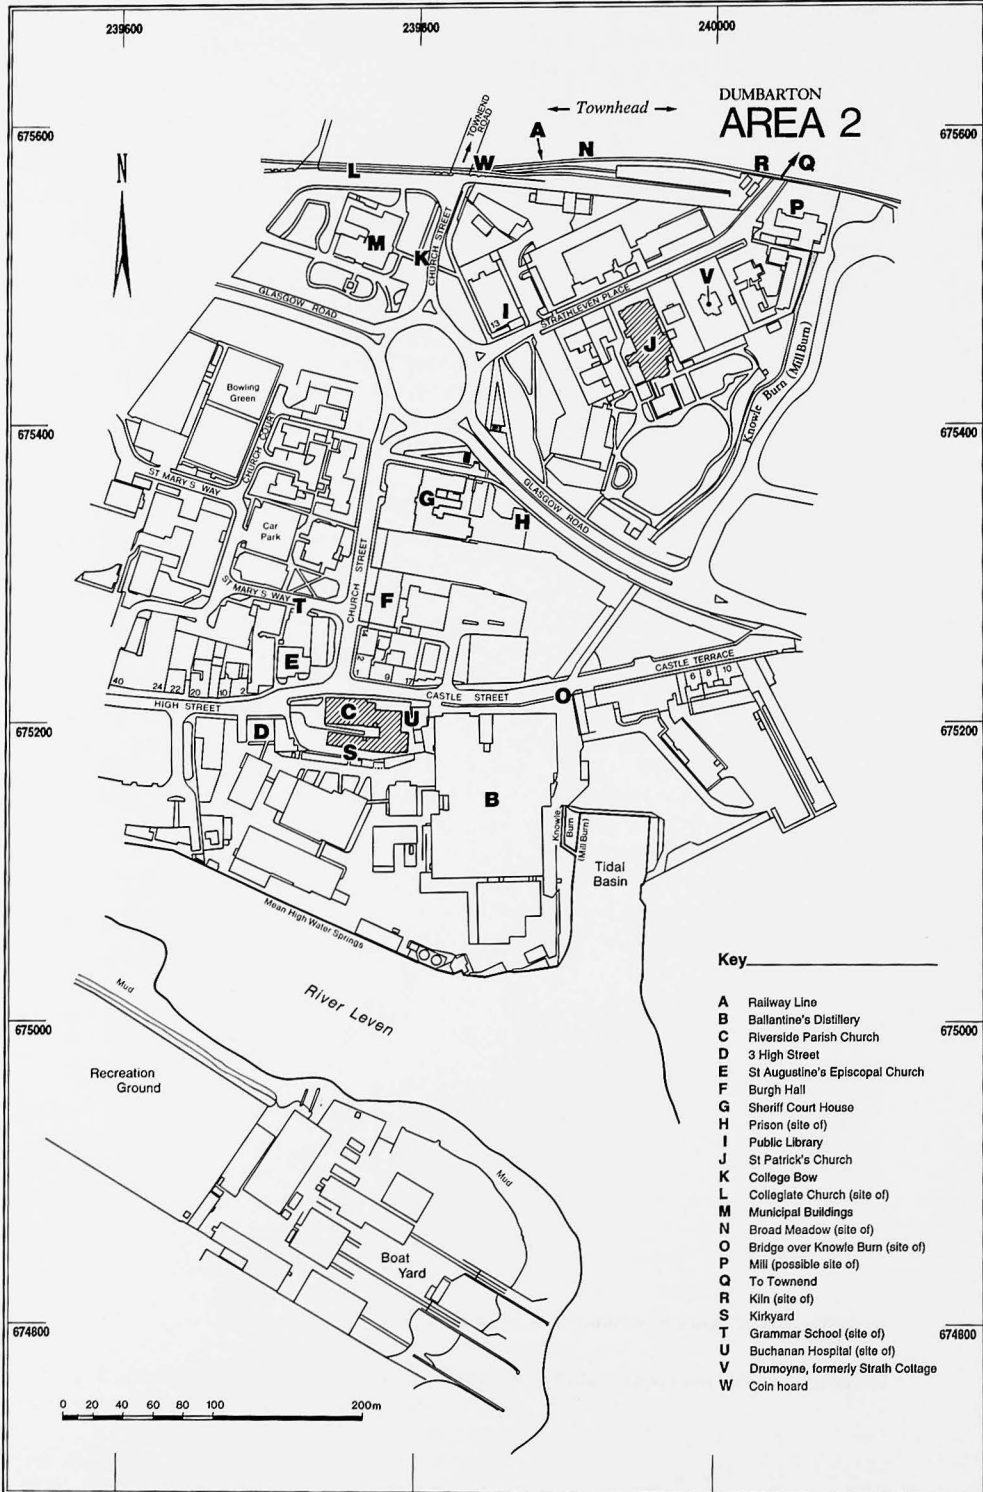 239600
239800
240000
DUMBARTON
AREA 2
← Townhead →
675600
675600
TOWNEND ROAD
A
N
W
L
R
Q
P
N
M
K
CHURCH STREET
V
I
13
GLASGOW ROAD
STRATHLEVEN PLACE
J
Knowle Burn (Mill Burn)
Bowling Green
675400
675400
CHURCH COURT
ST MARY S WAY
G
H
GLASGOW ROAD
Car Park
CHURCH STREET
ST MARY S WAY
T
F
E
14
2
1
9
17
CASTLE TERRACE
6 8 10
40
24
22
20
10
2
HIGH STREET
CASTLE STREET
O
C
U
D
S
675200
675200
B
Knowle Burn (Mill Burn)
Tidal Basin
Mean High Water Springs
Mud
River Leven
675000
675000
Recreation Ground
Mud
Boat Yard
674800
674800
0 20 40 60 80 100 200m
Key
A Railway Line
B Ballantine's Distillery
C Riverside Parish Church
D 3 High Street
E St Augustine's Episcopal Church
F Burgh Hall
G Sheriff Court House
H Prison (site of)
I Public Library
J St Patrick's Church
K College Bow
L Collegiate Church (site of)
M Municipal Buildings
N Broad Meadow (site of)
O Bridge over Knowle Burn (site of)
P Mill (possible site of)
Q To Townend
R Kiln (site of)
S Kirkyard
T Grammar School (site of)
U Buchanan Hospital (site of)
V Drumoyne, formerly Strath Cottage
W Coin hoard